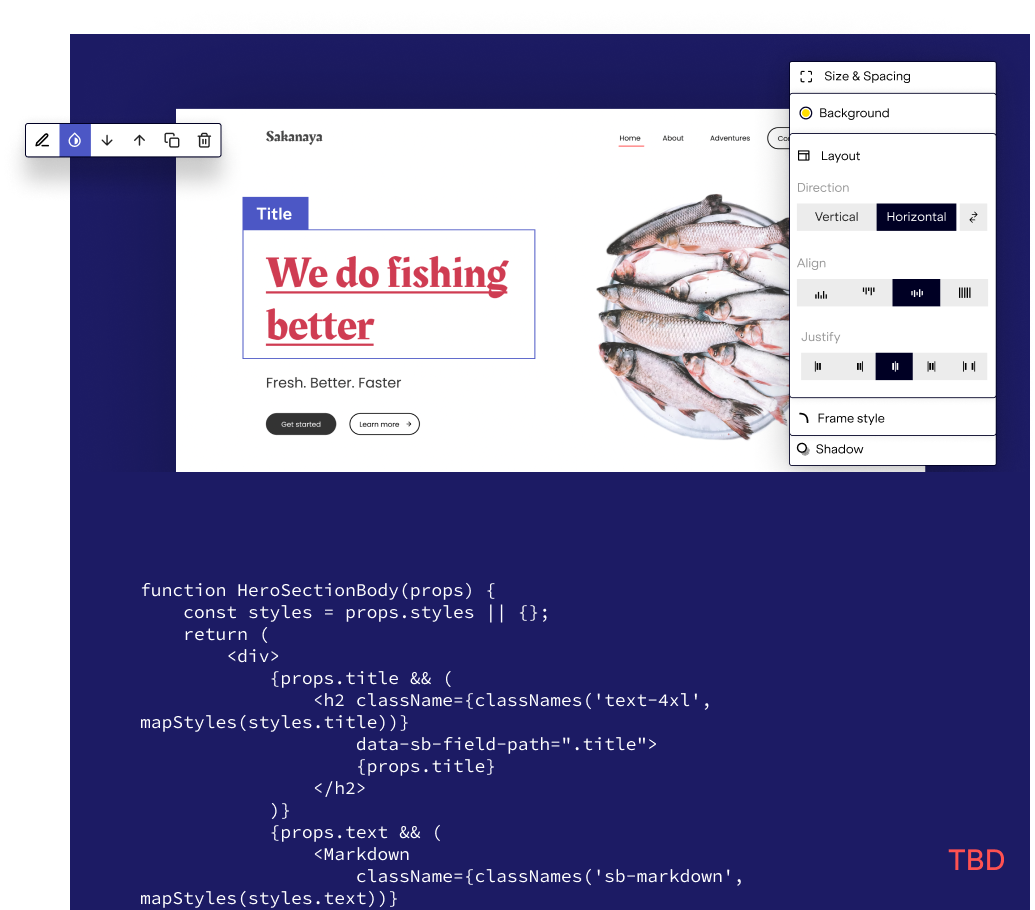 Size & Spacing
Background
Sakanaya
Home About Adventures
Layout
Direction
Title
Vertical Horizontal
We do fishing
better
Align
Justify
Fresh. Better. Faster
Get started Learn more →
Frame style
Shadow
function HeroSectionBody(props) {
const styles = props.styles || {};
return (
<div>
{props.title && (
<h2 className={classNames('text-4xl',
mapStyles(styles.title))}
data-sb-field-path=".title">
{props.title}
</h2>
)}
{props.text && (
<Markdown
className={classNames('sb-markdown',
mapStyles(styles.text))}
TBD